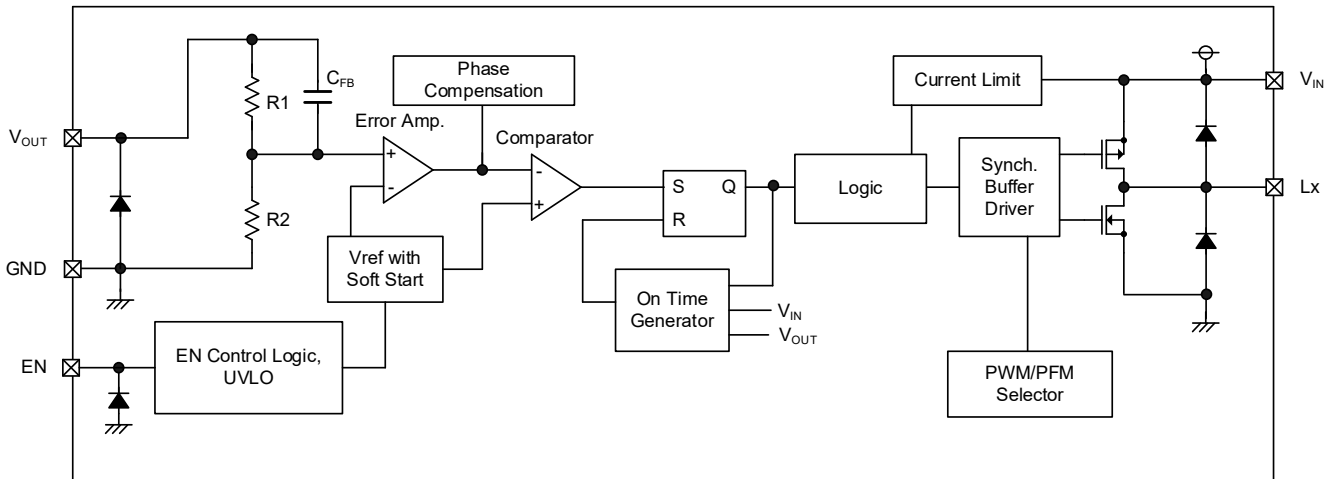 C_FB
R1
Phase
Compensation
Current Limit
V_IN
Error Amp.
V_OUT
Comparator
+
-
-
+
S
Q
R
Logic
Synch.
Buffer
Driver
Lx
R2
GND
Vref with
Soft Start
On Time
Generator
V_IN
V_OUT
EN
EN Control Logic,
UVLO
PWM/PFM
Selector